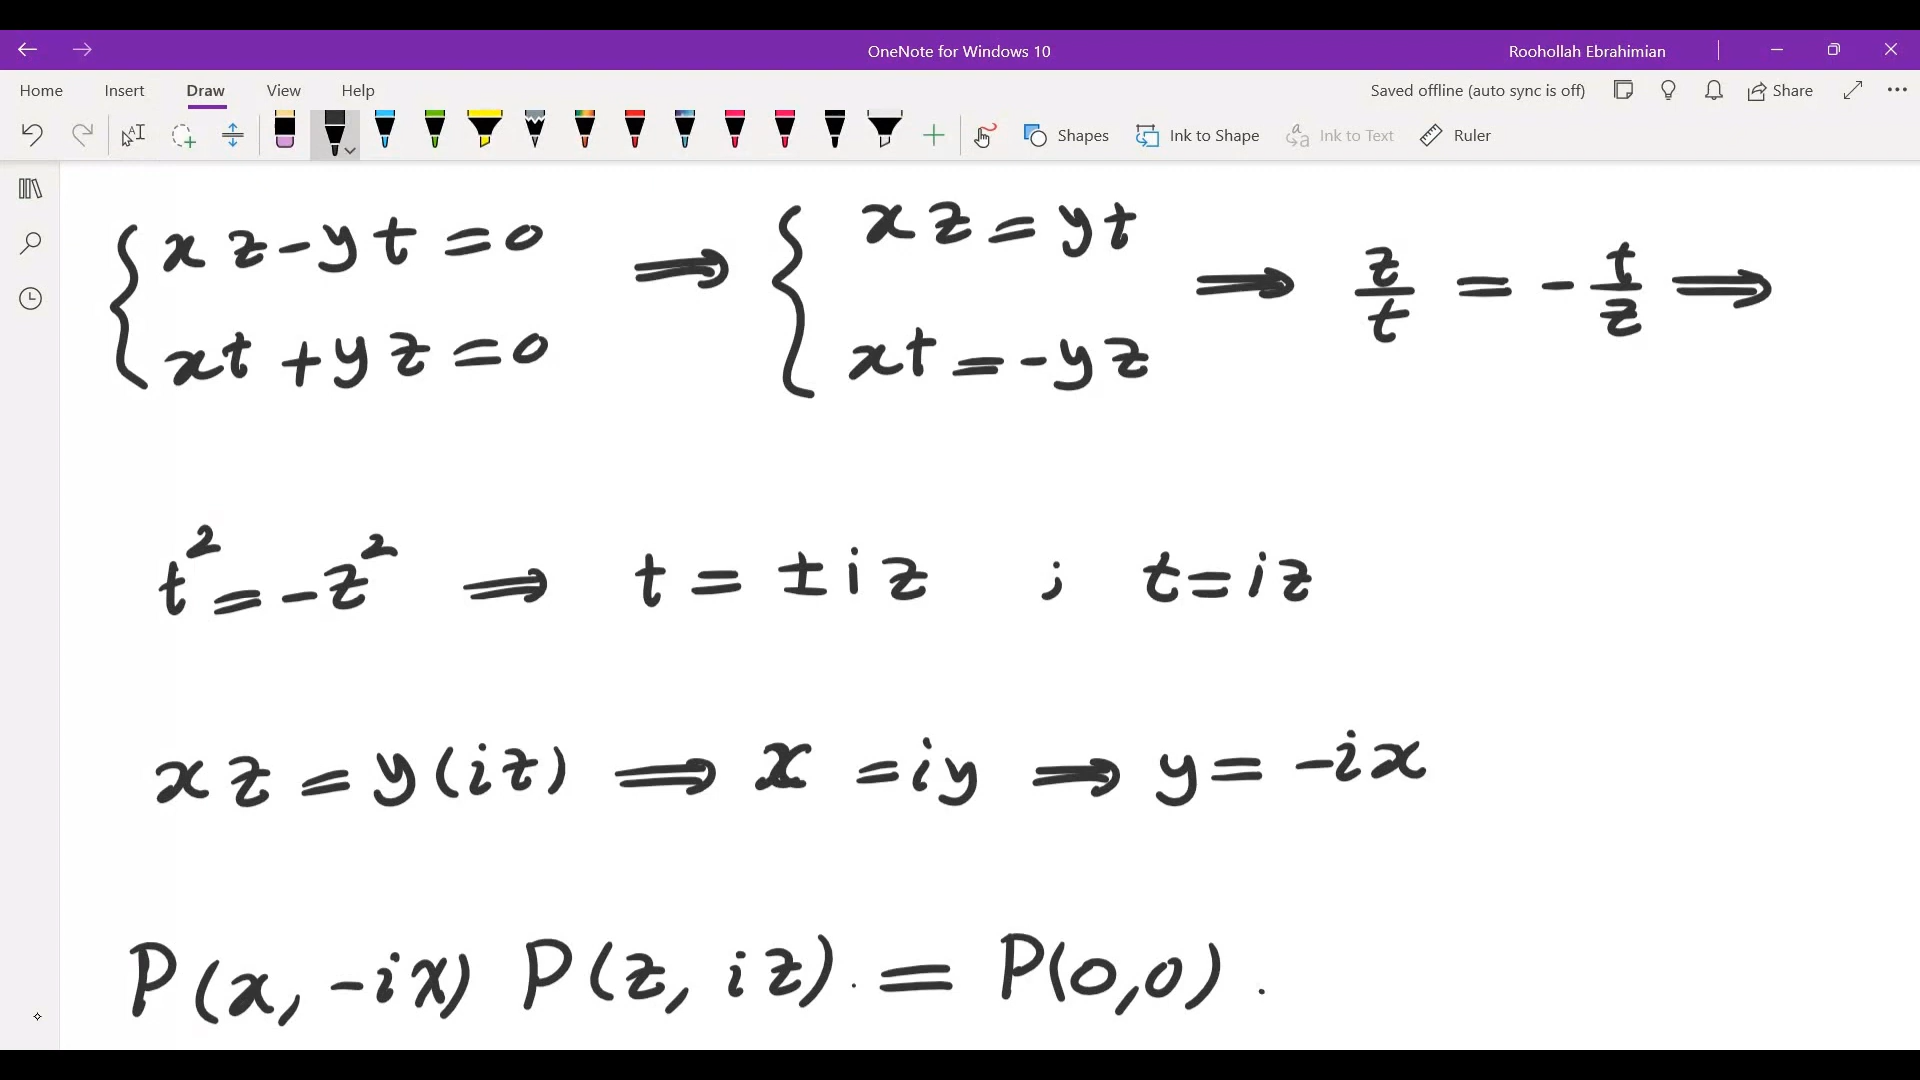 OneNote for Windows 10
Roohollah Ebrahimian
Home Insert Draw View Help
Saved offline (auto sync is off)
Share
Shapes
Ink to Shape
Ink to Text
Ruler
{ xz - yt = 0 ⟹ { xz = yt ⟹ z/t = - t/z ⟹
xt + yz = 0 xt = -yz
t² = -z² ⟹ t = ±iz ; t = iz
xz = y(iz) ⟹ x = iy ⟹ y = -ix
P(x, -ix) P(z, iz) = P(0,0).